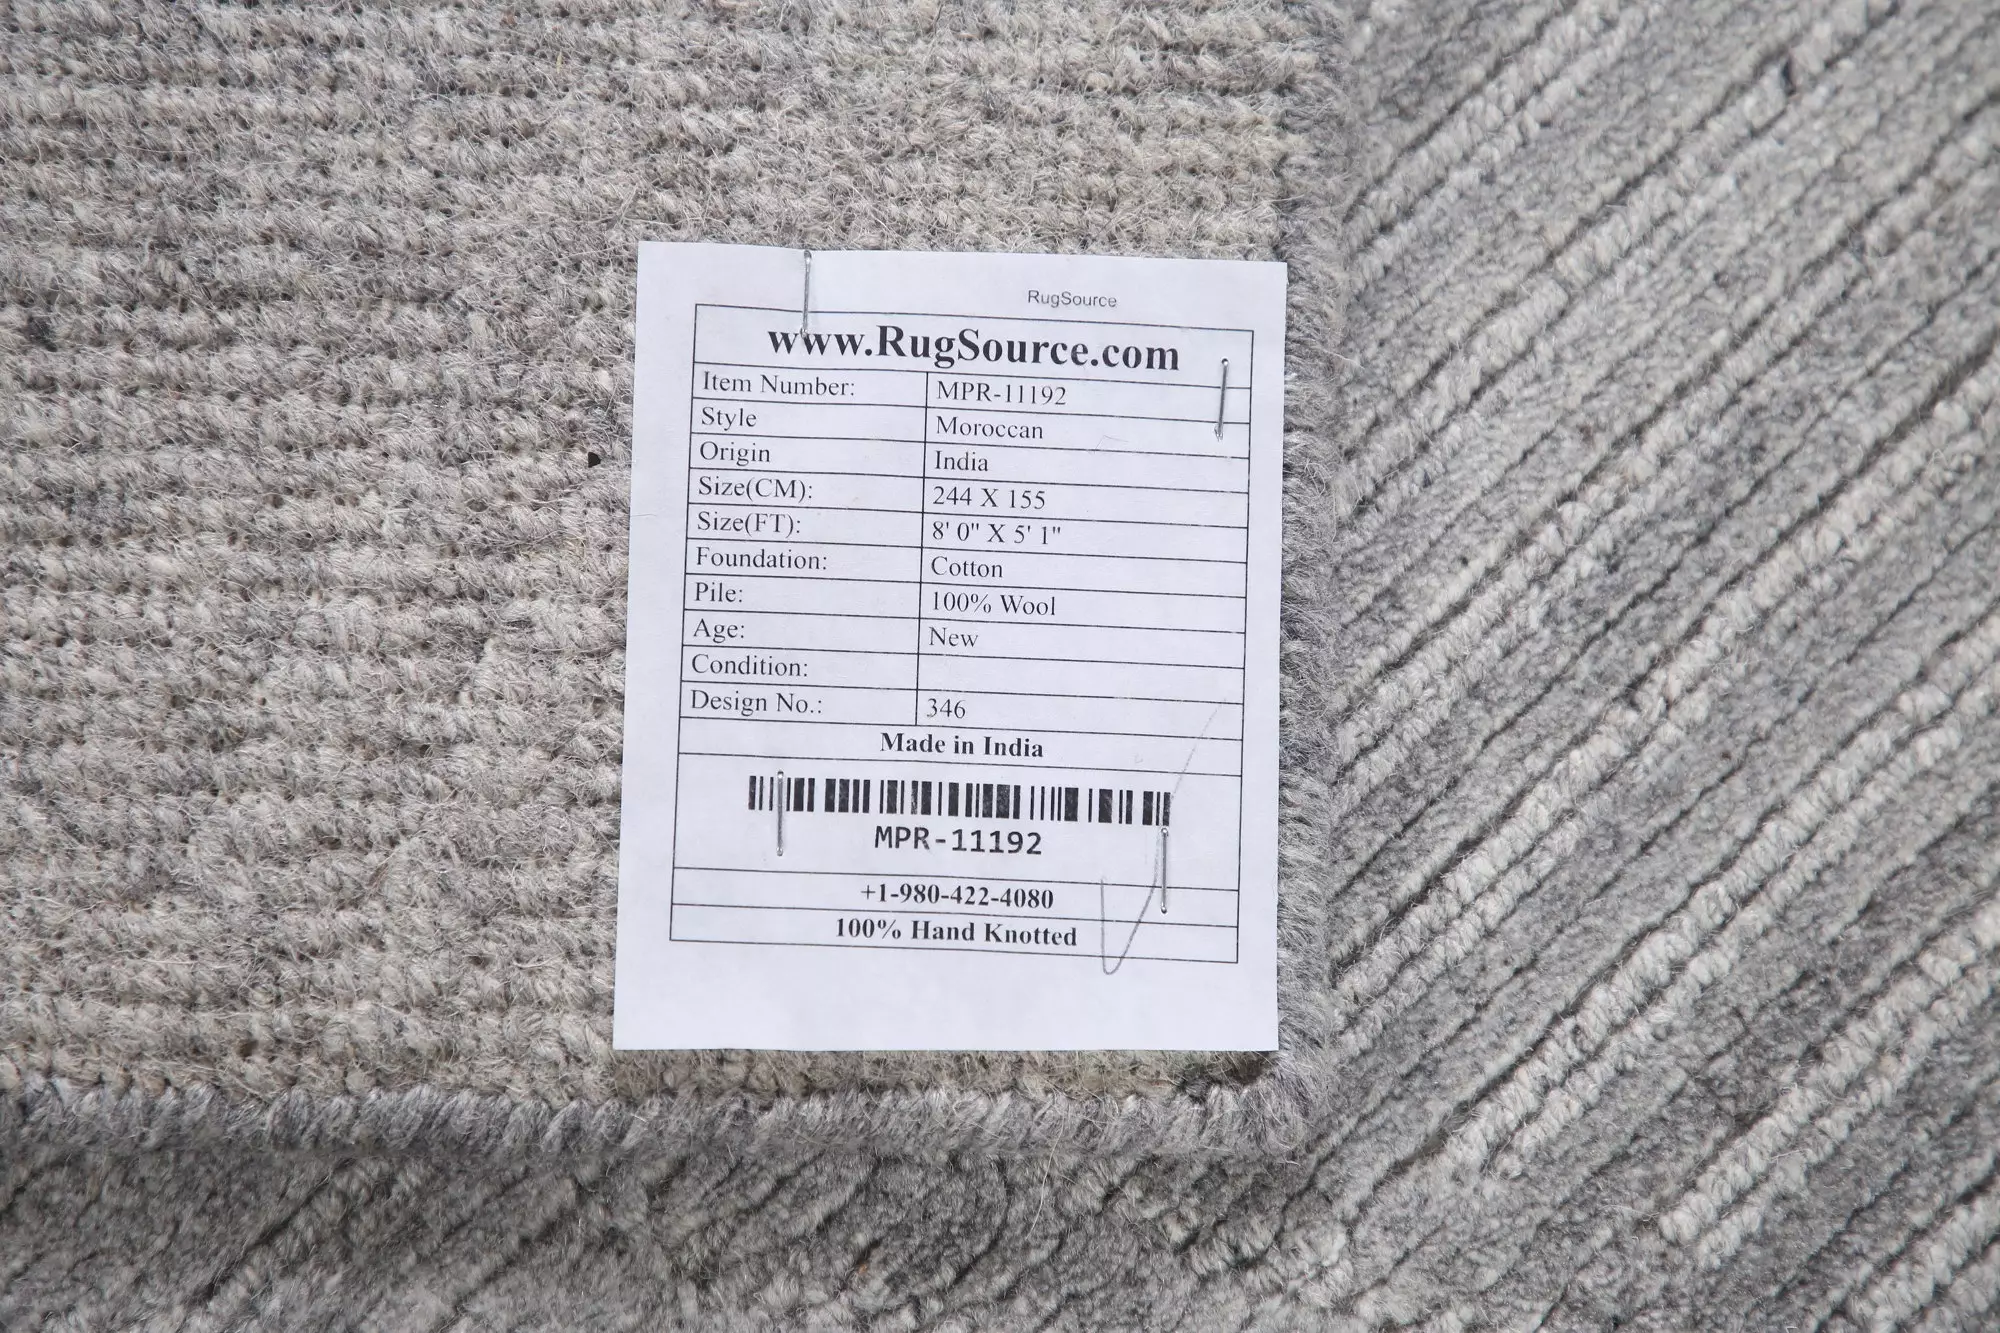 RugSource
www.RugSource.com
Item Number: MPR-11192
Style Moroccan
Origin India
Size(CM): 244 X 155
Size(FT): 8' 0" X 5' 1"
Foundation: Cotton
Pile: 100% Wool
Age: New
Condition:
Design No.: 346
Made in India
MPR-11192
+1-980-422-4080
100% Hand Knotted